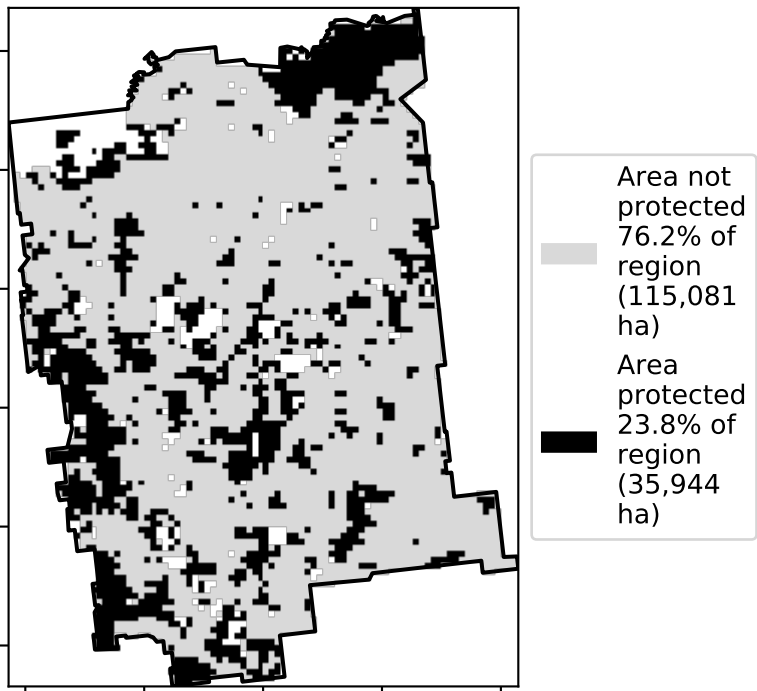 Area not
protected
76.2% of
region
(115,081
ha)
Area
protected
23.8% of
region
(35,944
ha)